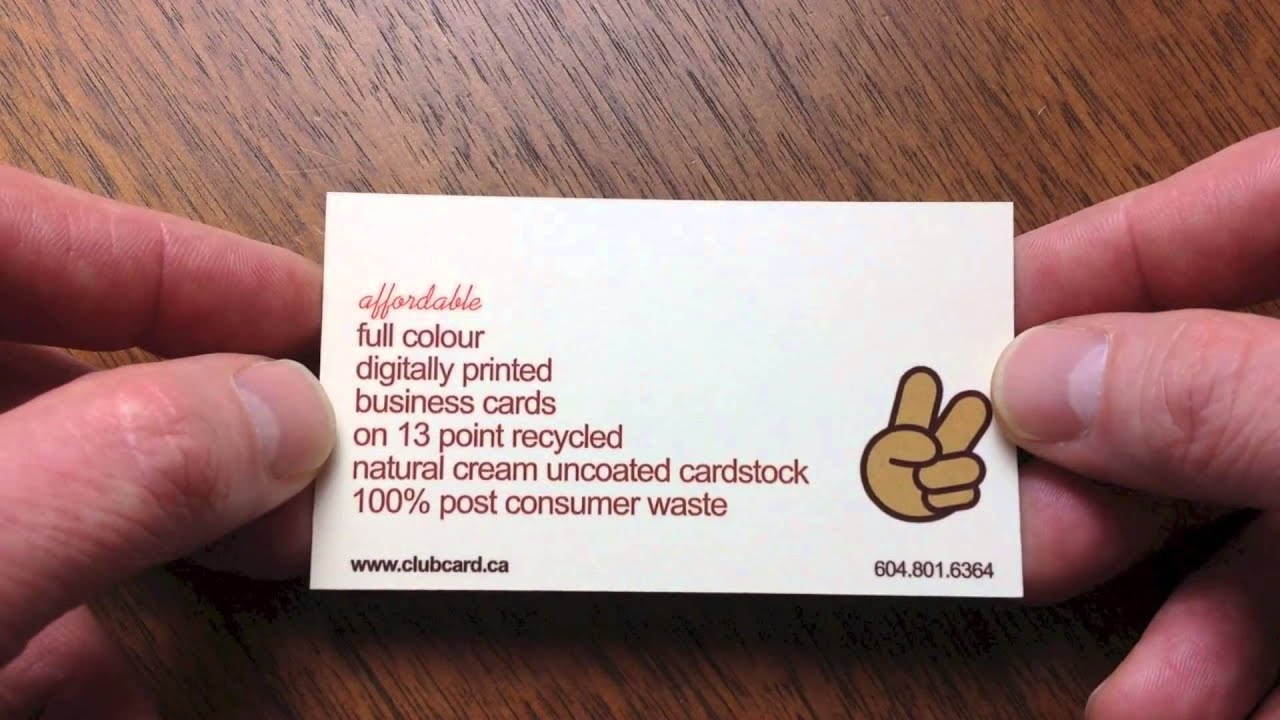 affordable
full colour
digitally printed
business cards
on 13 point recycled
natural cream uncoated cardstock
100% post consumer waste
www.clubcard.ca
604.801.6364